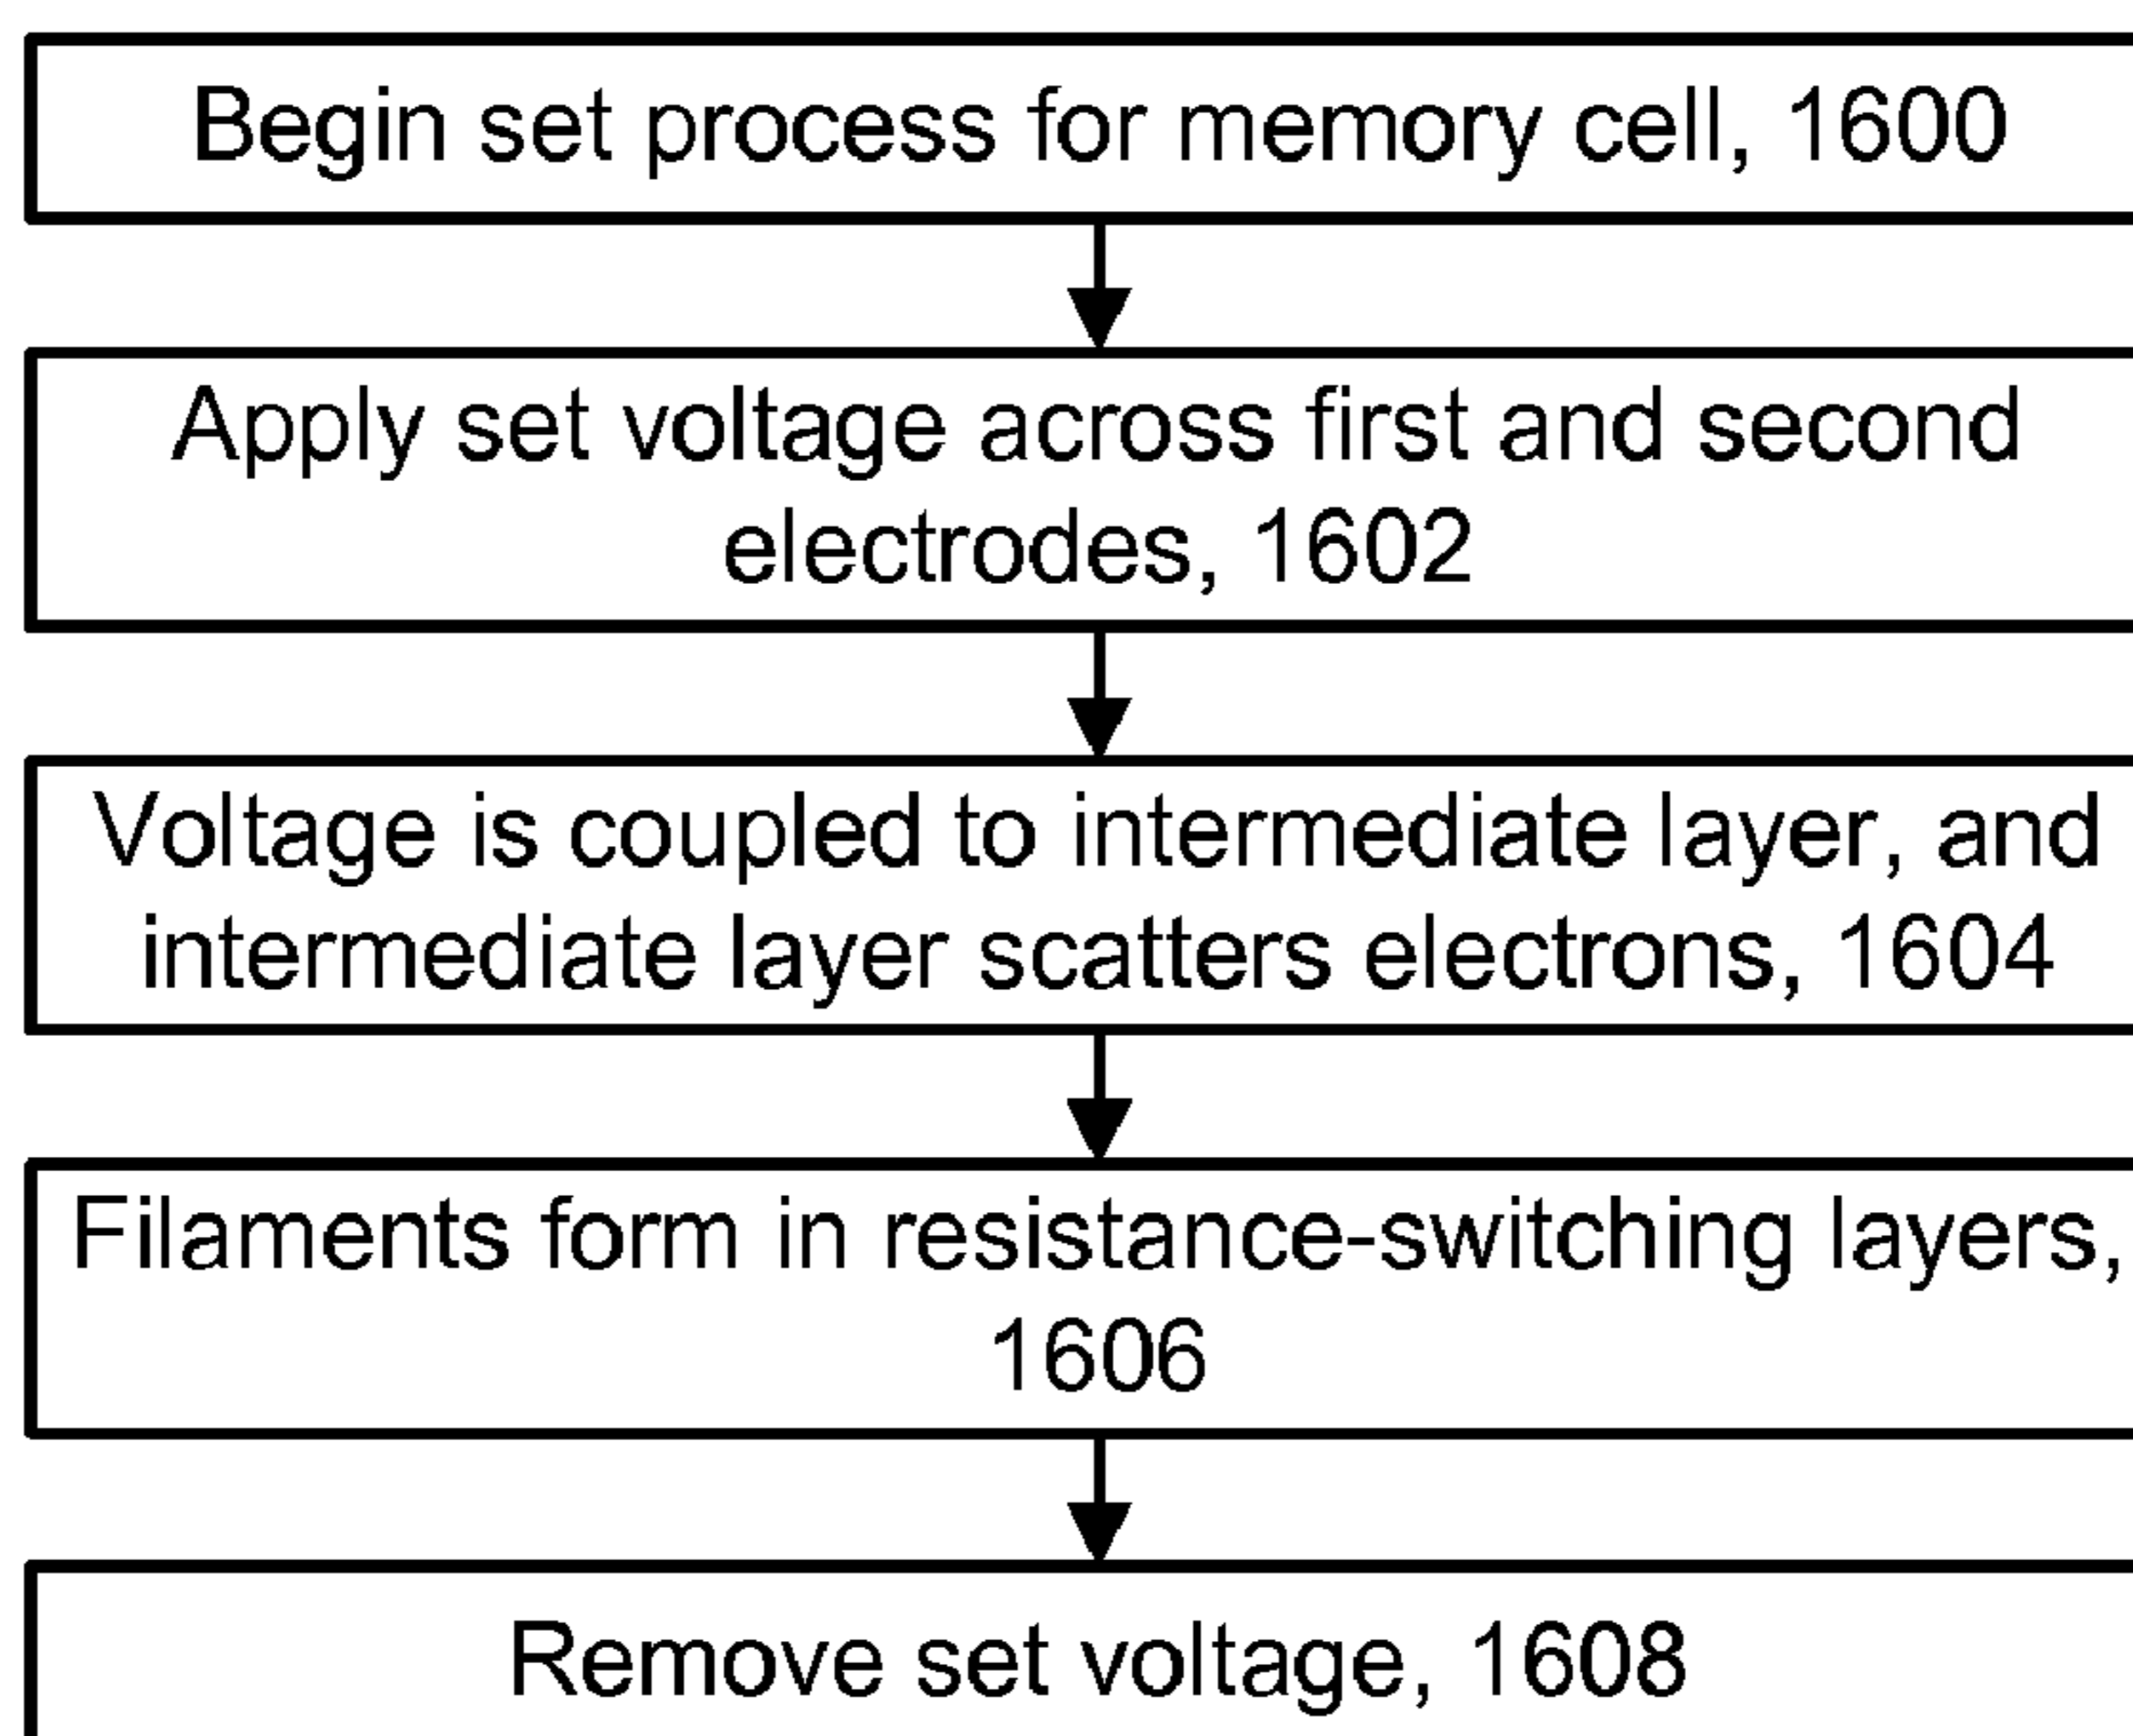 Begin set process for memory cell, 1600
Apply set voltage across first and second
electrodes, 1602
Voltage is coupled to intermediate layer, and
intermediate layer scatters electrons, 1604
Filaments form in resistance-switching layers,
1606
Remove set voltage, 1608